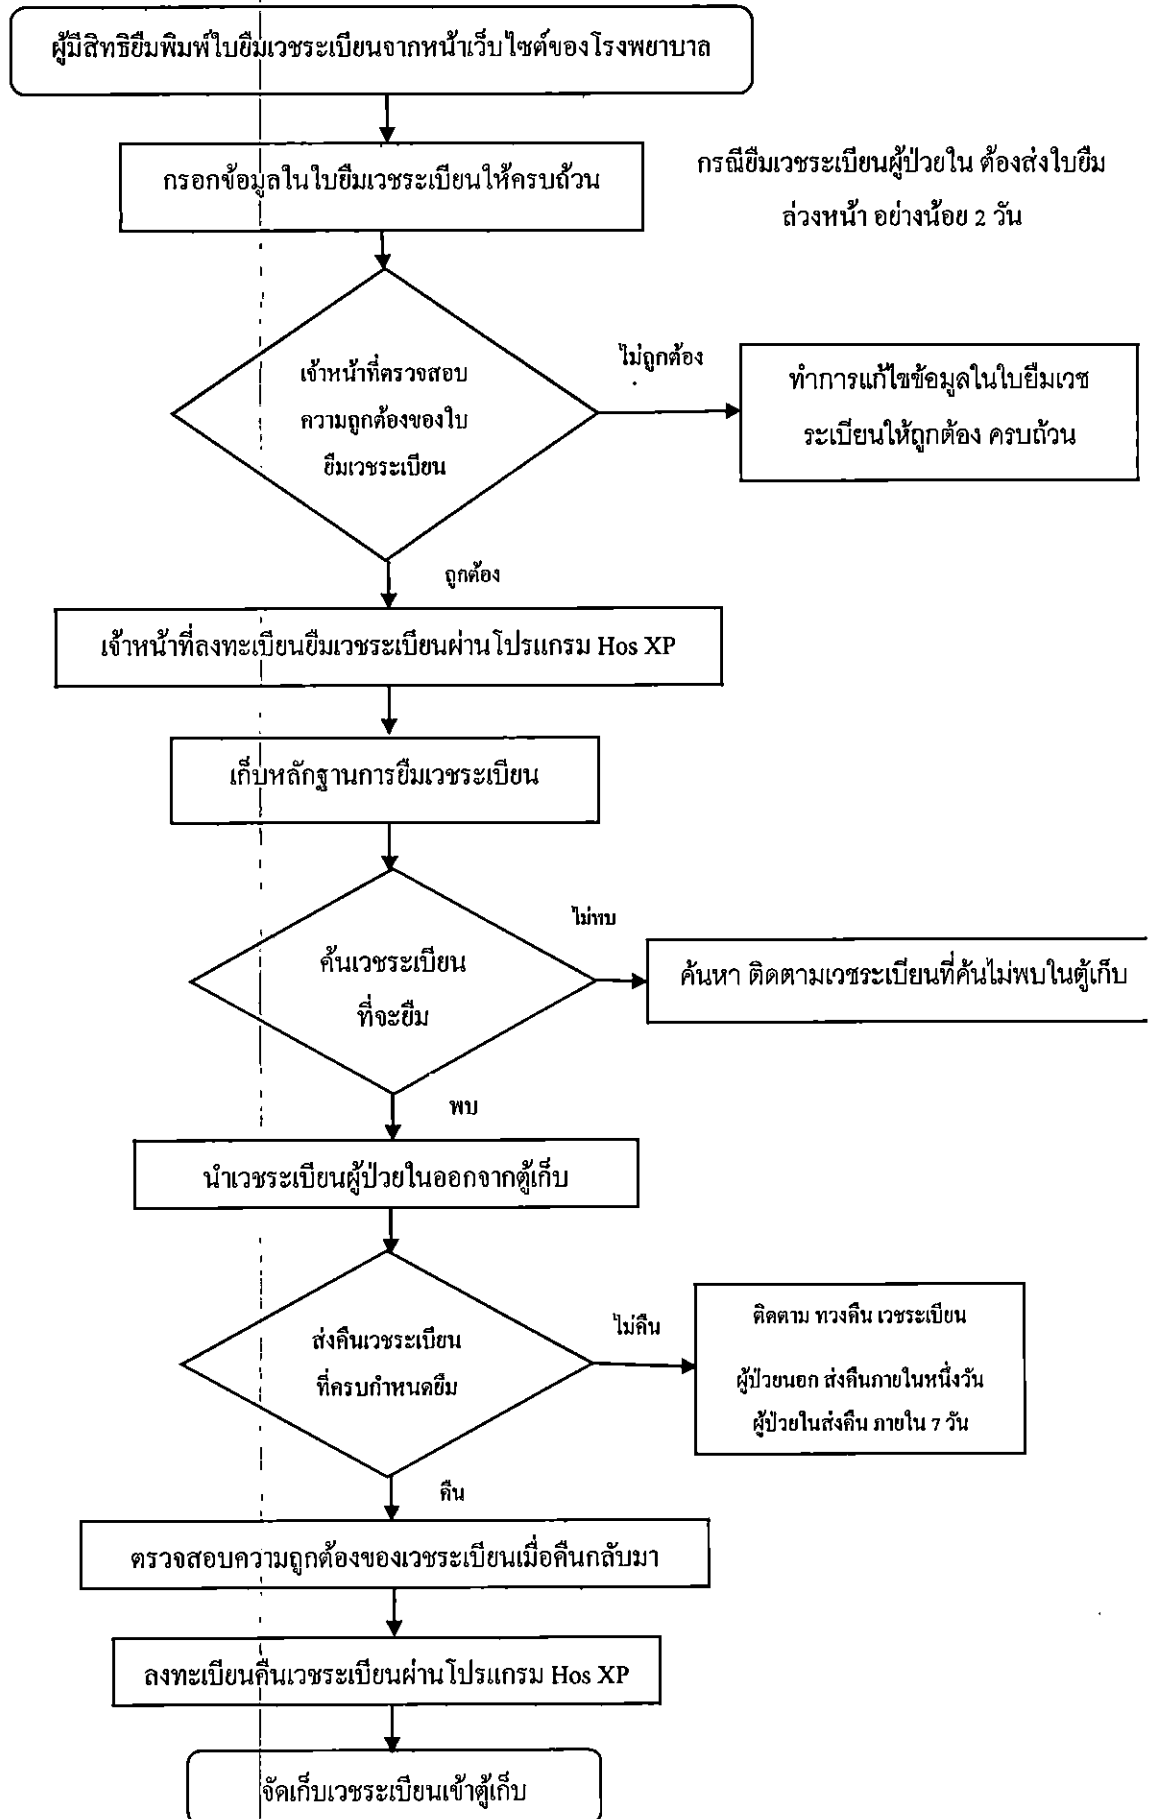 ผู้มีสิทธิยืมพิมพ์ใบยืมเวชระเบียนจากหน้าเว็บไซต์ของโรงพยาบาล
กรอกข้อมูลในใบยืมเวชระเบียนให้ครบถ้วน
กรณียืมเวชระเบียนผู้ป่วยใน ต้องส่งใบยืม
ล่วงหน้า อย่างน้อย 2 วัน
เจ้าหน้าที่ตรวจสอบ
ความถูกต้องของใบ
ยืมเวชระเบียน
ไม่ถูกต้อง
ทำการแก้ไขข้อมูลในใบยืมเวช
ระเบียนให้ถูกต้อง ครบถ้วน
ถูกต้อง
เจ้าหน้าที่ลงทะเบียนยืมเวชระเบียนผ่านโปรแกรม Hos XP
เก็บหลักฐานการยืมเวชระเบียน
ค้นเวชระเบียน
ที่จะยืม
ไม่พบ
ค้นหา ติดตามเวชระเบียนที่ค้นไม่พบในตู้เก็บ
พบ
นำเวชระเบียนผู้ป่วยในออกจากตู้เก็บ
ส่งคืนเวชระเบียน
ที่ครบกำหนดยืม
ไม่คืน
ติดตาม ทวงคืน เวชระเบียน
ผู้ป่วยนอก ส่งคืนภายในหนึ่งวัน
ผู้ป่วยในส่งคืน ภายใน 7 วัน
คืน
ตรวจสอบความถูกต้องของเวชระเบียนเมื่อคืนกลับมา
ลงทะเบียนคืนเวชระเบียนผ่านโปรแกรม Hos XP
จัดเก็บเวชระเบียนเข้าตู้เก็บ